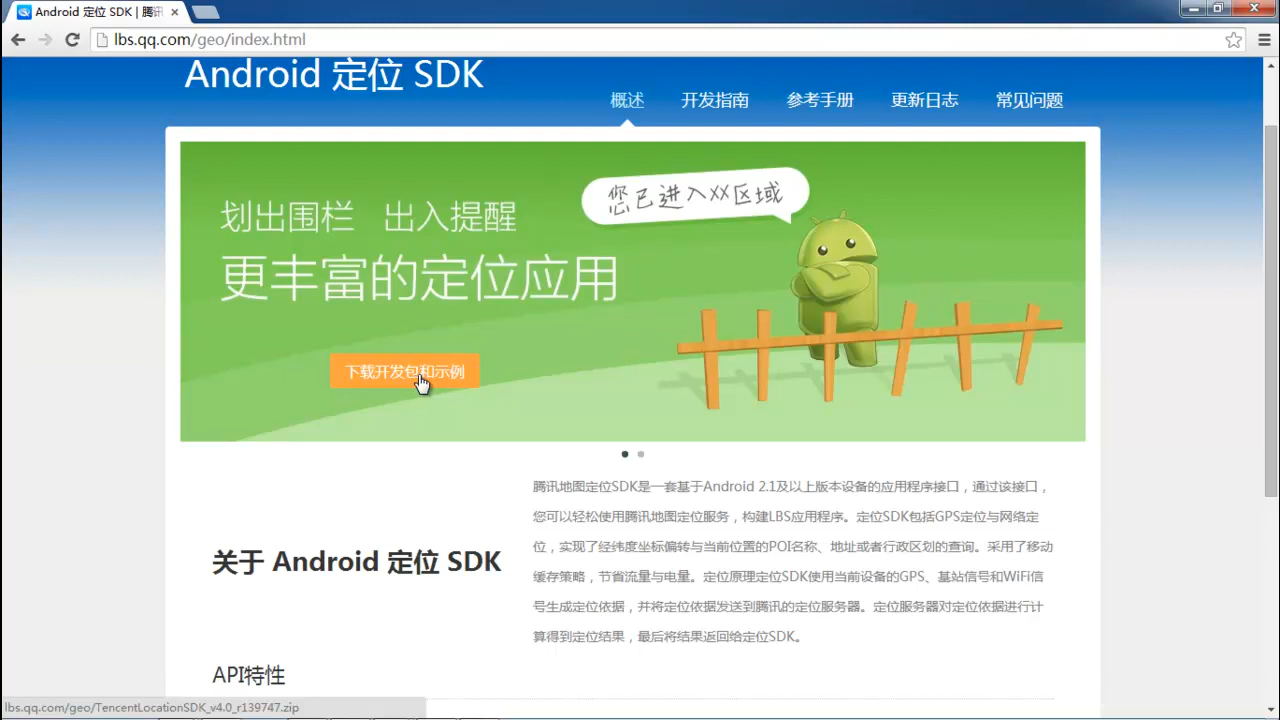 Android 定位 SDK | 腾讯
lbs.qq.com/geo/index.html
Android 定位 SDK
概述 开发指南 参考手册 更新日志 常见问题
您已进入XX区域
划出围栏 出入提醒
更丰富的定位应用
下载开发包和示例
关于 Android 定位 SDK
腾讯地图定位SDK是一套基于Android 2.1及以上版本设备的应用程序接口，通过该接口，
您可以轻松使用腾讯地图定位服务，构建LBS应用程序。定位SDK包括GPS定位与网络定
位，实现了经纬度坐标偏转与当前位置的POI名称、地址或者行政区划的查询。采用了移动
缓存策略，节省流量与电量。定位原理定位SDK使用当前设备的GPS、基站信号和WiFi信
号生成定位依据，并将定位依据发送到腾讯的定位服务器。定位服务器对定位依据进行计
算得到定位结果，最后将结果返回给定位SDK。
API特性
lbs.qq.com/geo/TencentLocationSDK_v4.0_r139747.zip